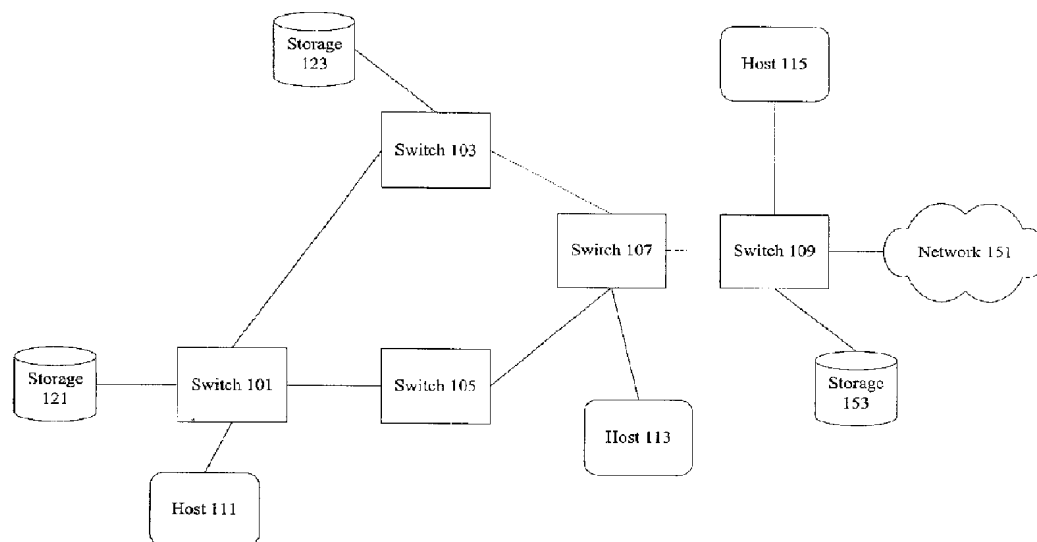 Storage
123
Host 115
Switch 103
Switch 107
Switch 109
Network 151
Storage
121
Switch 101
Switch 105
Storage
153
Host 113
Host 111